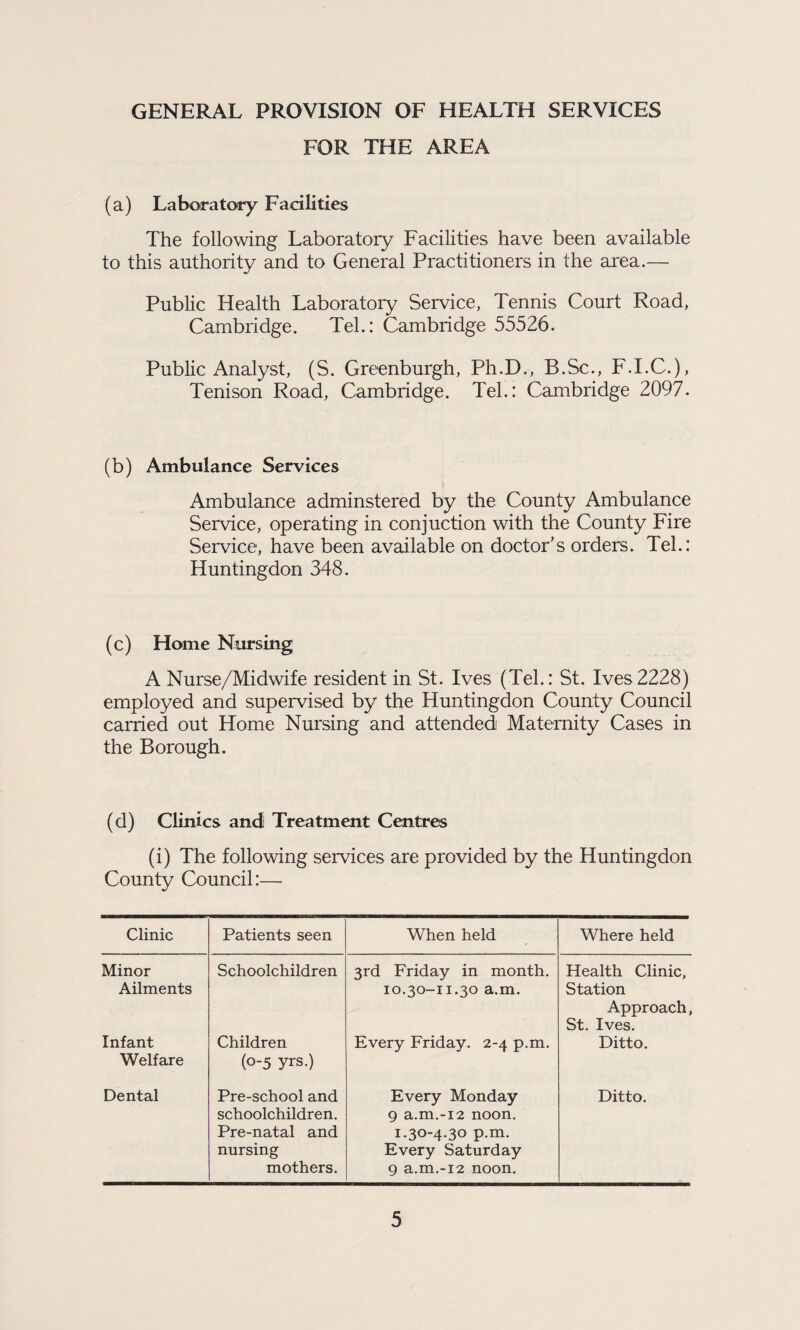 GENERAL PROVISION OF HEALTH SERVICES
FOR THE AREA
(a) Laboratory Facilities
The following Laboratory Facilities have been available
to this authority and to General Practitioners in the area.—
Public Health Laboratory Service, Tennis Court Road,
Cambridge. Tel.: Cambridge 55526.
Public Analyst, (S. Greenburgh, Ph.D., B.Sc., F.I.C.),
Tenison Road, Cambridge. Tel.: Cambridge 2097.
(b) Ambulance Services
Ambulance adminstered by the County Ambulance
Service, operating in conjuction with the County Fire
Service, have been available on doctor's orders. Tel.:
Huntingdon 348.
(c) Home Nursing
A Nurse/Midwife resident in St. Ives (Tel.: St. Ives 2228)
employed and supervised by the Huntingdon County Council
carried out Home Nursing and attended Maternity Cases in
the Borough.
(d) Clinics and Treatment Centres
(i) The following services are provided by the Huntingdon
County Council:—
Clinic Patients seen When held Where held
Minor Schoolchildren 3rd Friday in month. Health Clinic,
Ailments 10.30–11.30 a.m. Station
Approach,
St. Ives.
Infant Children Every Friday. 2-4 p.m. Ditto.
Welfare (0-5 yrs.)
Dental Pre-school and Every Monday Ditto.
schoolchildren. 9 a.m.-12 noon.
Pre-natal and 1.30-4.30 p.m.
nursing Every Saturday
mothers. 9 a.m.-12 noon.
5